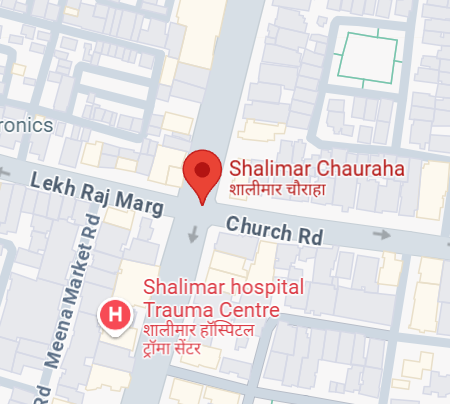 ronics
Shalimar Chauraha
शालीमार चौराहा
Lekh Raj Marg
Church Rd
Meena Market Rd
Rd
Shalimar hospital
Trauma Centre
शालीमार हॉस्पिटल
ट्रॉमा सेंटर
H